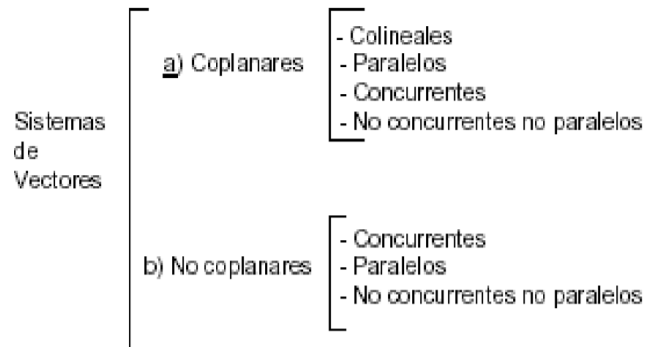 Sistemas
de
Vectores
a) Coplanares
- Colineales
- Paralelos
- Concurrentes
- No concurrentes no paralelos
b) No coplanares
- Concurrentes
- Paralelos
- No concurrentes no paralelos